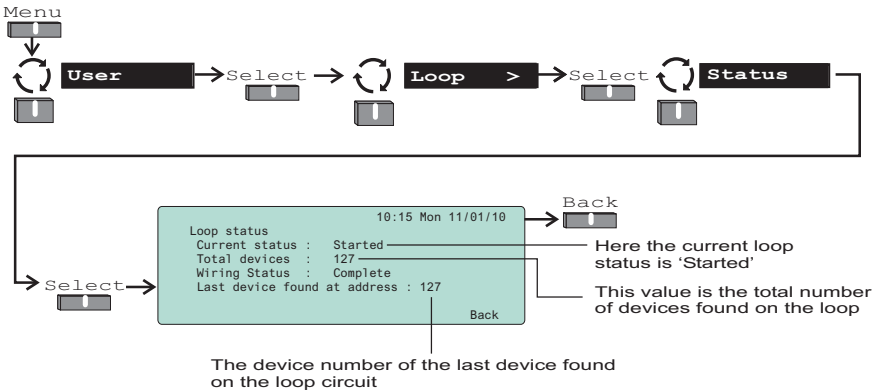 Menu
User
Select
Loop >
Select
Status
Select
10:15 Mon 11/01/10
Loop status
Current status : Started
Total devices : 127
Wiring Status : Complete
Last device found at address : 127
Back
Back
Here the current loop
status is ‘Started’
This value is the total number
of devices found on the loop
The device number of the last device found
on the loop circuit